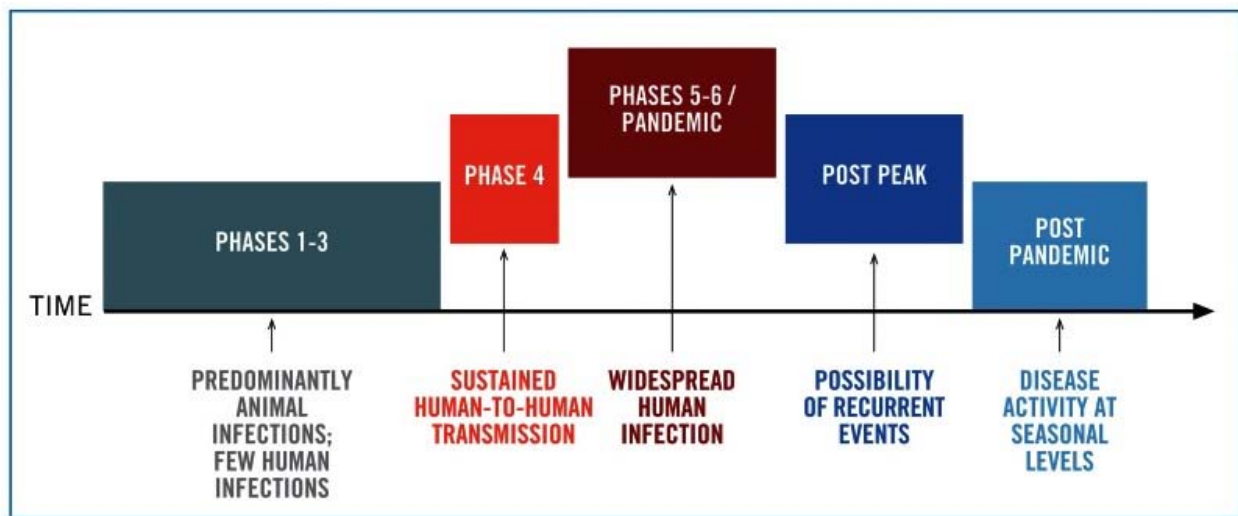 PHASES 5-6 /
PANDEMIC
PHASE 4
POST PEAK
PHASES 1-3
POST
PANDEMIC
TIME
PREDOMINANTLY
ANIMAL
INFECTIONS;
FEW HUMAN
INFECTIONS
SUSTAINED
HUMAN-TO-HUMAN
TRANSMISSION
WIDESPREAD
HUMAN
INFECTION
POSSIBILITY
OF RECURRENT
EVENTS
DISEASE
ACTIVITY AT
SEASONAL
LEVELS